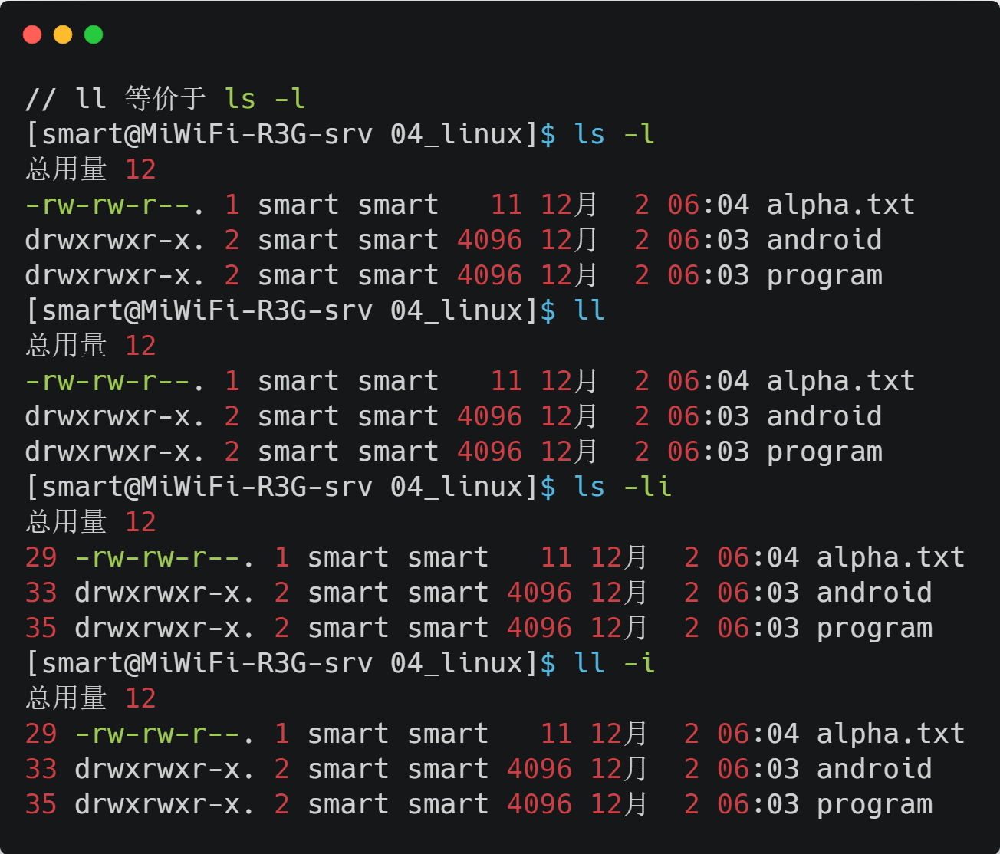 // ll 等价于 ls -l
[smart@MiWiFi-R3G-srv 04_linux]$ ls -l
总用量 12
-rw-rw-r--. 1 smart smart   11 12月  2 06:04 alpha.txt
drwxrwxr-x. 2 smart smart 4096 12月  2 06:03 android
drwxrwxr-x. 2 smart smart 4096 12月  2 06:03 program
[smart@MiWiFi-R3G-srv 04_linux]$ ll
总用量 12
-rw-rw-r--. 1 smart smart   11 12月  2 06:04 alpha.txt
drwxrwxr-x. 2 smart smart 4096 12月  2 06:03 android
drwxrwxr-x. 2 smart smart 4096 12月  2 06:03 program
[smart@MiWiFi-R3G-srv 04_linux]$ ls -li
总用量 12
29 -rw-rw-r--. 1 smart smart   11 12月  2 06:04 alpha.txt
33 drwxrwxr-x. 2 smart smart 4096 12月  2 06:03 android
35 drwxrwxr-x. 2 smart smart 4096 12月  2 06:03 program
[smart@MiWiFi-R3G-srv 04_linux]$ ll -i
总用量 12
29 -rw-rw-r--. 1 smart smart   11 12月  2 06:04 alpha.txt
33 drwxrwxr-x. 2 smart smart 4096 12月  2 06:03 android
35 drwxrwxr-x. 2 smart smart 4096 12月  2 06:03 program